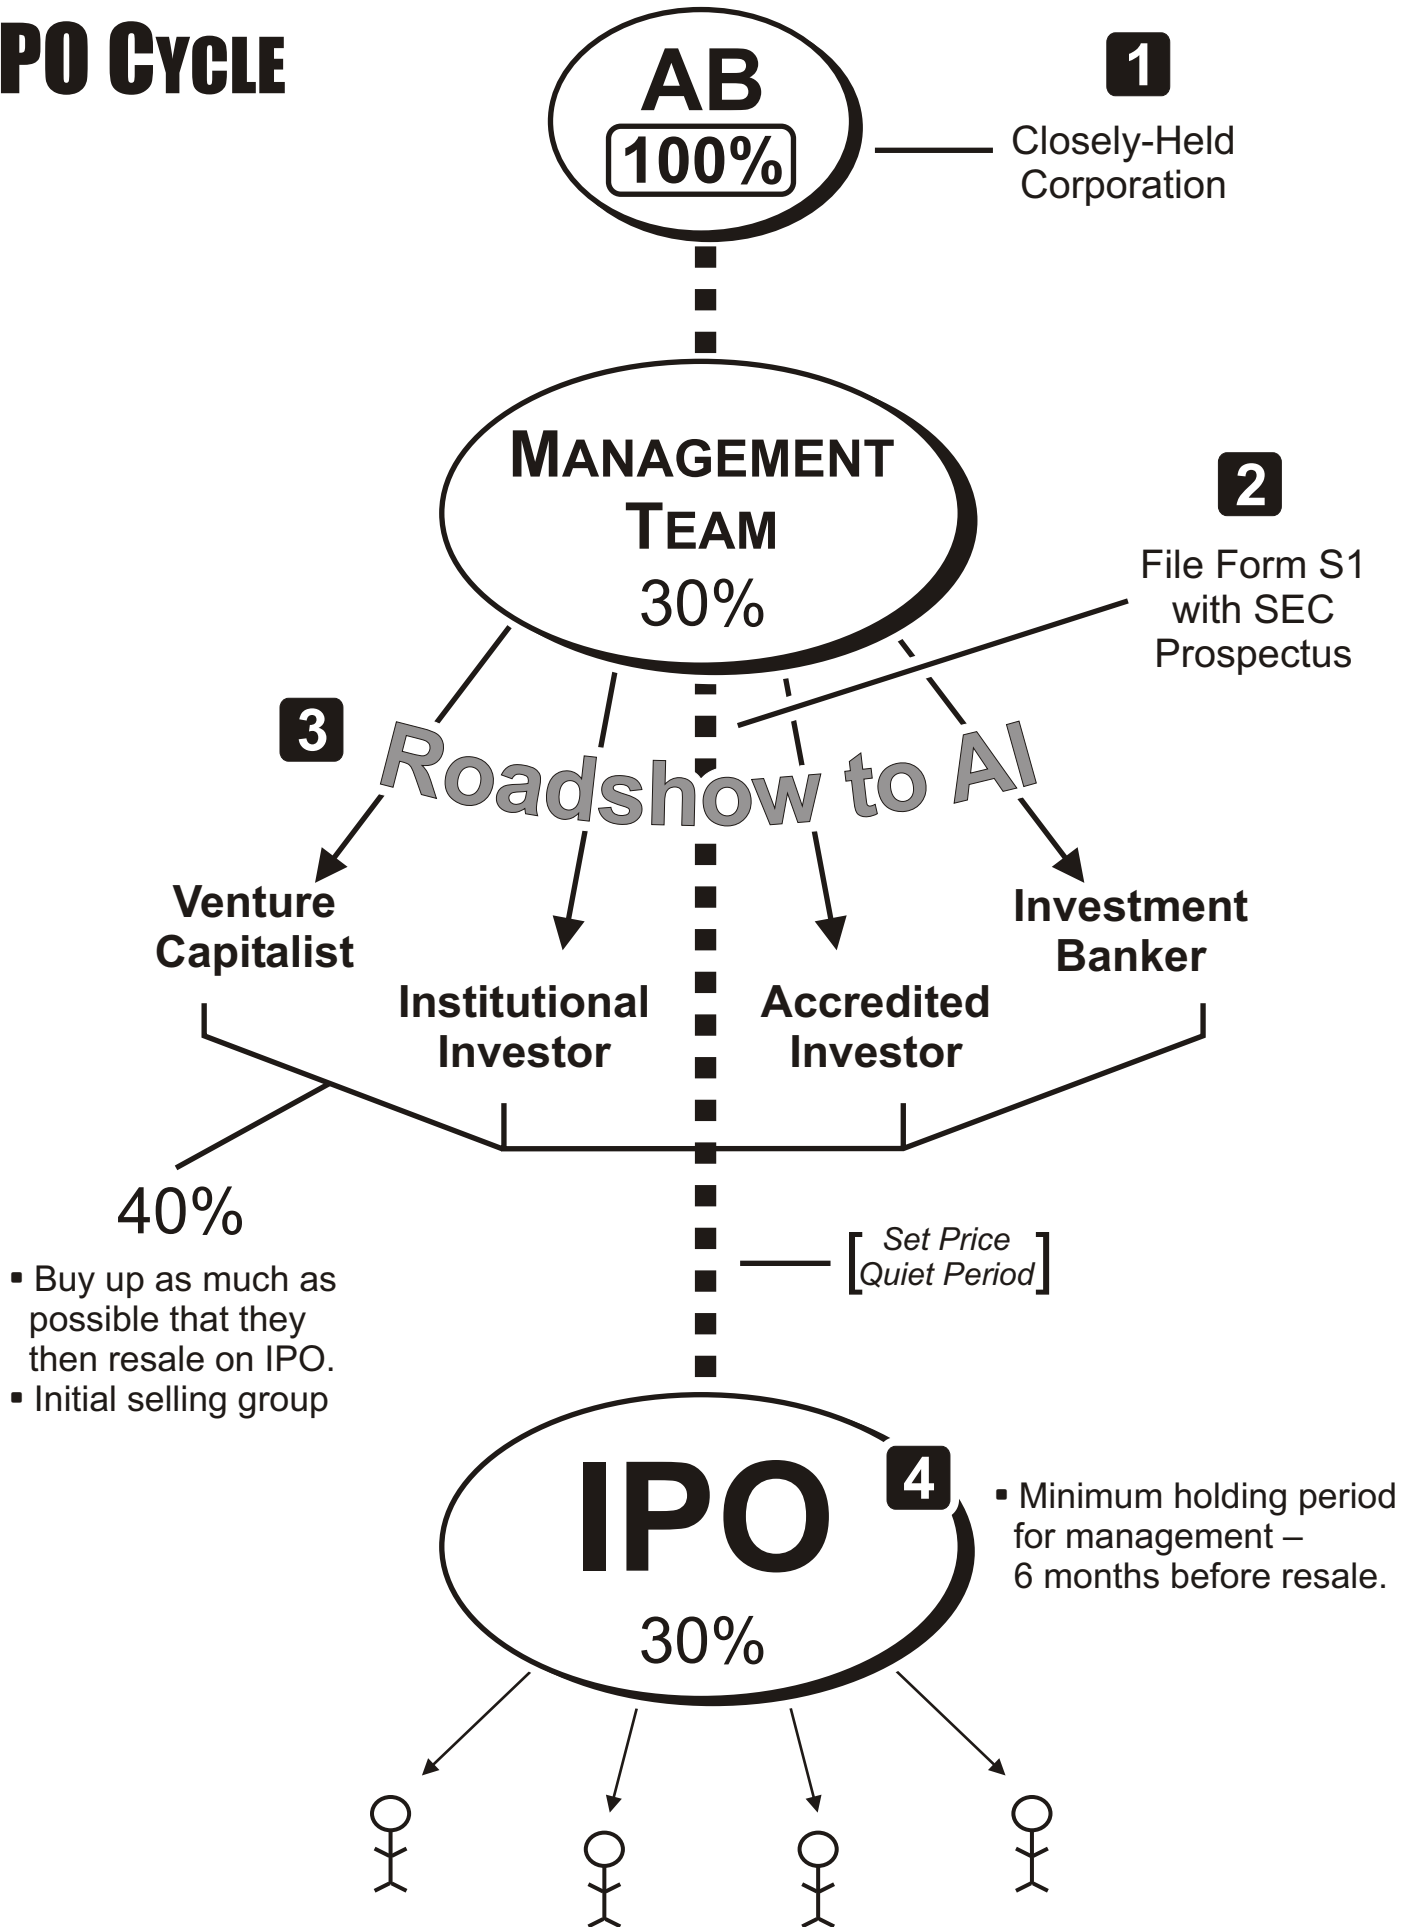 PO CYCLE
AB
100%
1
Closely-Held
Corporation
MANAGEMENT
TEAM
30%
2
File Form S1
with SEC
Prospectus
3
Roadshow to AI
Venture
Capitalist
Investment
Banker
Institutional
Investor
Accredited
Investor
40%
▪ Buy up as much as
possible that they
then resale on IPO.
▪ Initial selling group
[Set Price
Quiet Period]
IPO
30%
4
▪ Minimum holding period
for management –
6 months before resale.